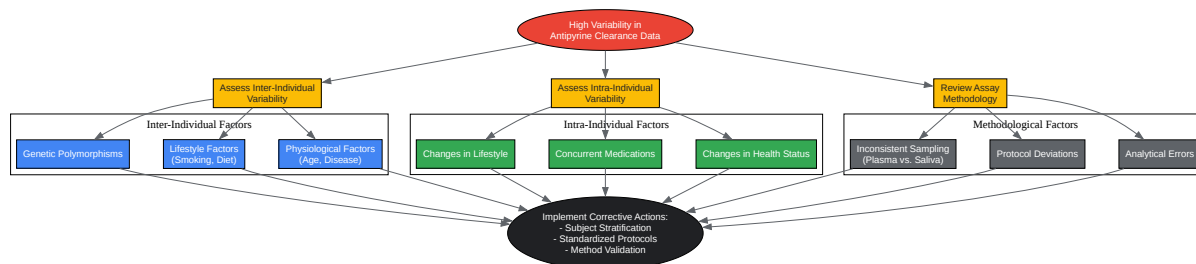 High Variability in
Antipyrine Clearance Data
Assess Inter-Individual
Variability
Assess Intra-Individual
Variability
Review Assay
Methodology
Inter-Individual Factors
Intra-Individual Factors
Methodological Factors
Genetic Polymorphisms
Lifestyle Factors
(Smoking, Diet)
Physiological Factors
(Age, Disease)
Changes in Lifestyle
Concurrent Medications
Changes in Health Status
Inconsistent Sampling
(Plasma vs. Saliva)
Protocol Deviations
Analytical Errors
Implement Corrective Actions:
- Subject Stratification
- Standardized Protocols
- Method Validation